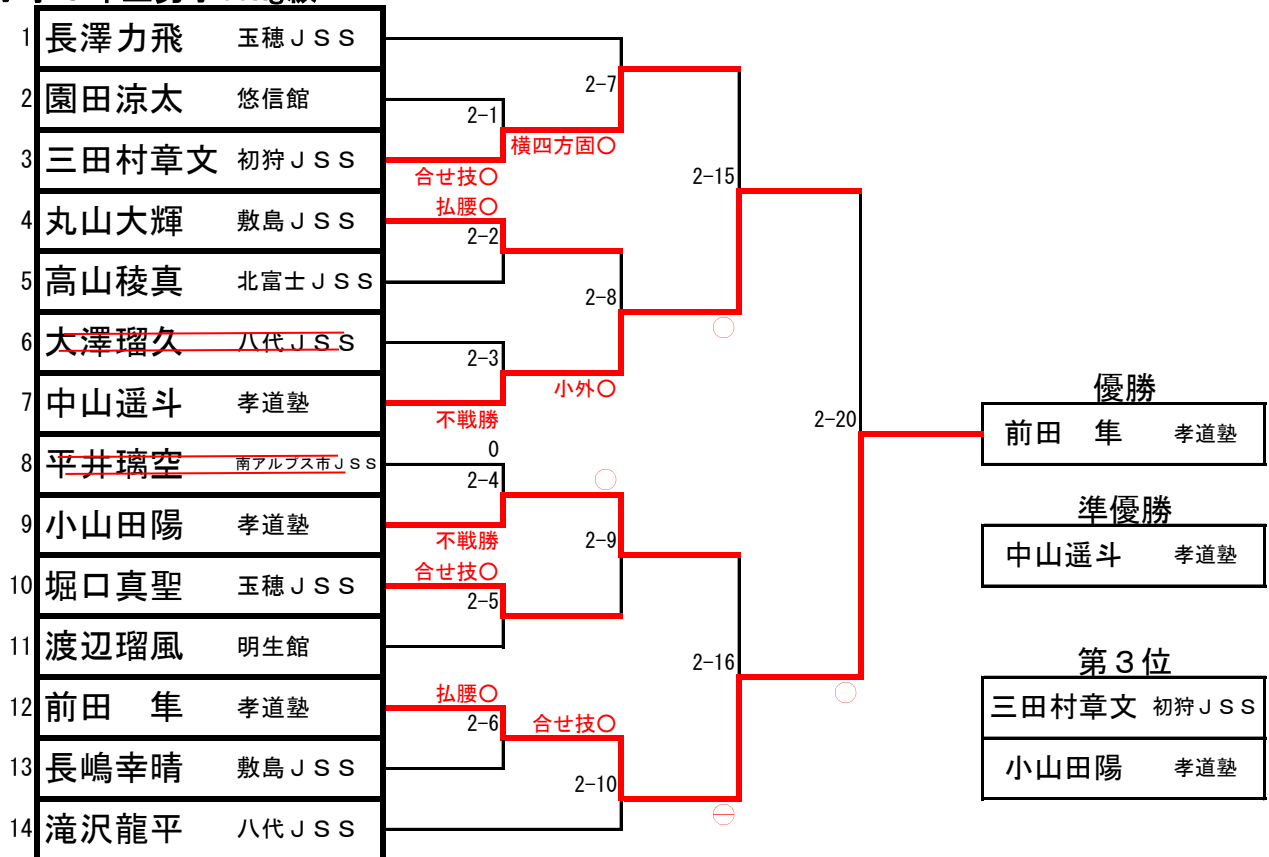 1 長澤力飛 玉穂ＪＳＳ
2 園田涼太 悠信館
3 三田村章文 初狩ＪＳＳ
4 丸山大輝 敷島ＪＳＳ
5 高山稜真 北富士ＪＳＳ
6 大澤瑠久 八代ＪＳＳ
7 中山遥斗 孝道塾
8 平井璃空 南アルプス市ＪＳＳ
9 小山田陽 孝道塾
10 堀口真聖 玉穂ＪＳＳ
11 渡辺瑠風 明生館
12 前田　隼 孝道塾
13 長嶋幸晴 敷島ＪＳＳ
14 滝沢龍平 八代ＪＳＳ
2-1
合せ技〇
払腰〇
2-2
2-3
不戦勝
0
2-4
不戦勝
合せ技〇
2-5
払腰〇
2-6
2-7
横四方固〇
2-8
小外〇
〇
2-9
合せ技〇
2-10
2-15
〇
2-16
2-20
〇
優勝
前田　隼 孝道塾
準優勝
中山遥斗 孝道塾
第３位
三田村章文 初狩ＪＳＳ
小山田陽 孝道塾